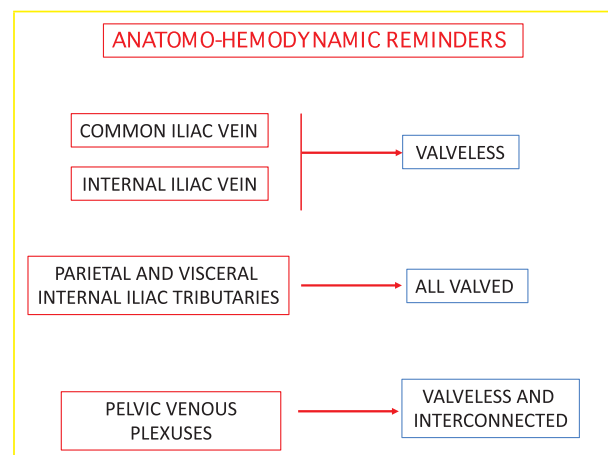 ANATOMO-HEMODYNAMIC REMINDERS
COMMON ILIAC VEIN
INTERNAL ILIAC VEIN
VALVELESS
PARIETAL AND VISCERAL
INTERNAL ILIAC TRIBUTARIES
ALL VALVED
PELVIC VENOUS
PLEXUSES
VALVELESS AND
INTERCONNECTED